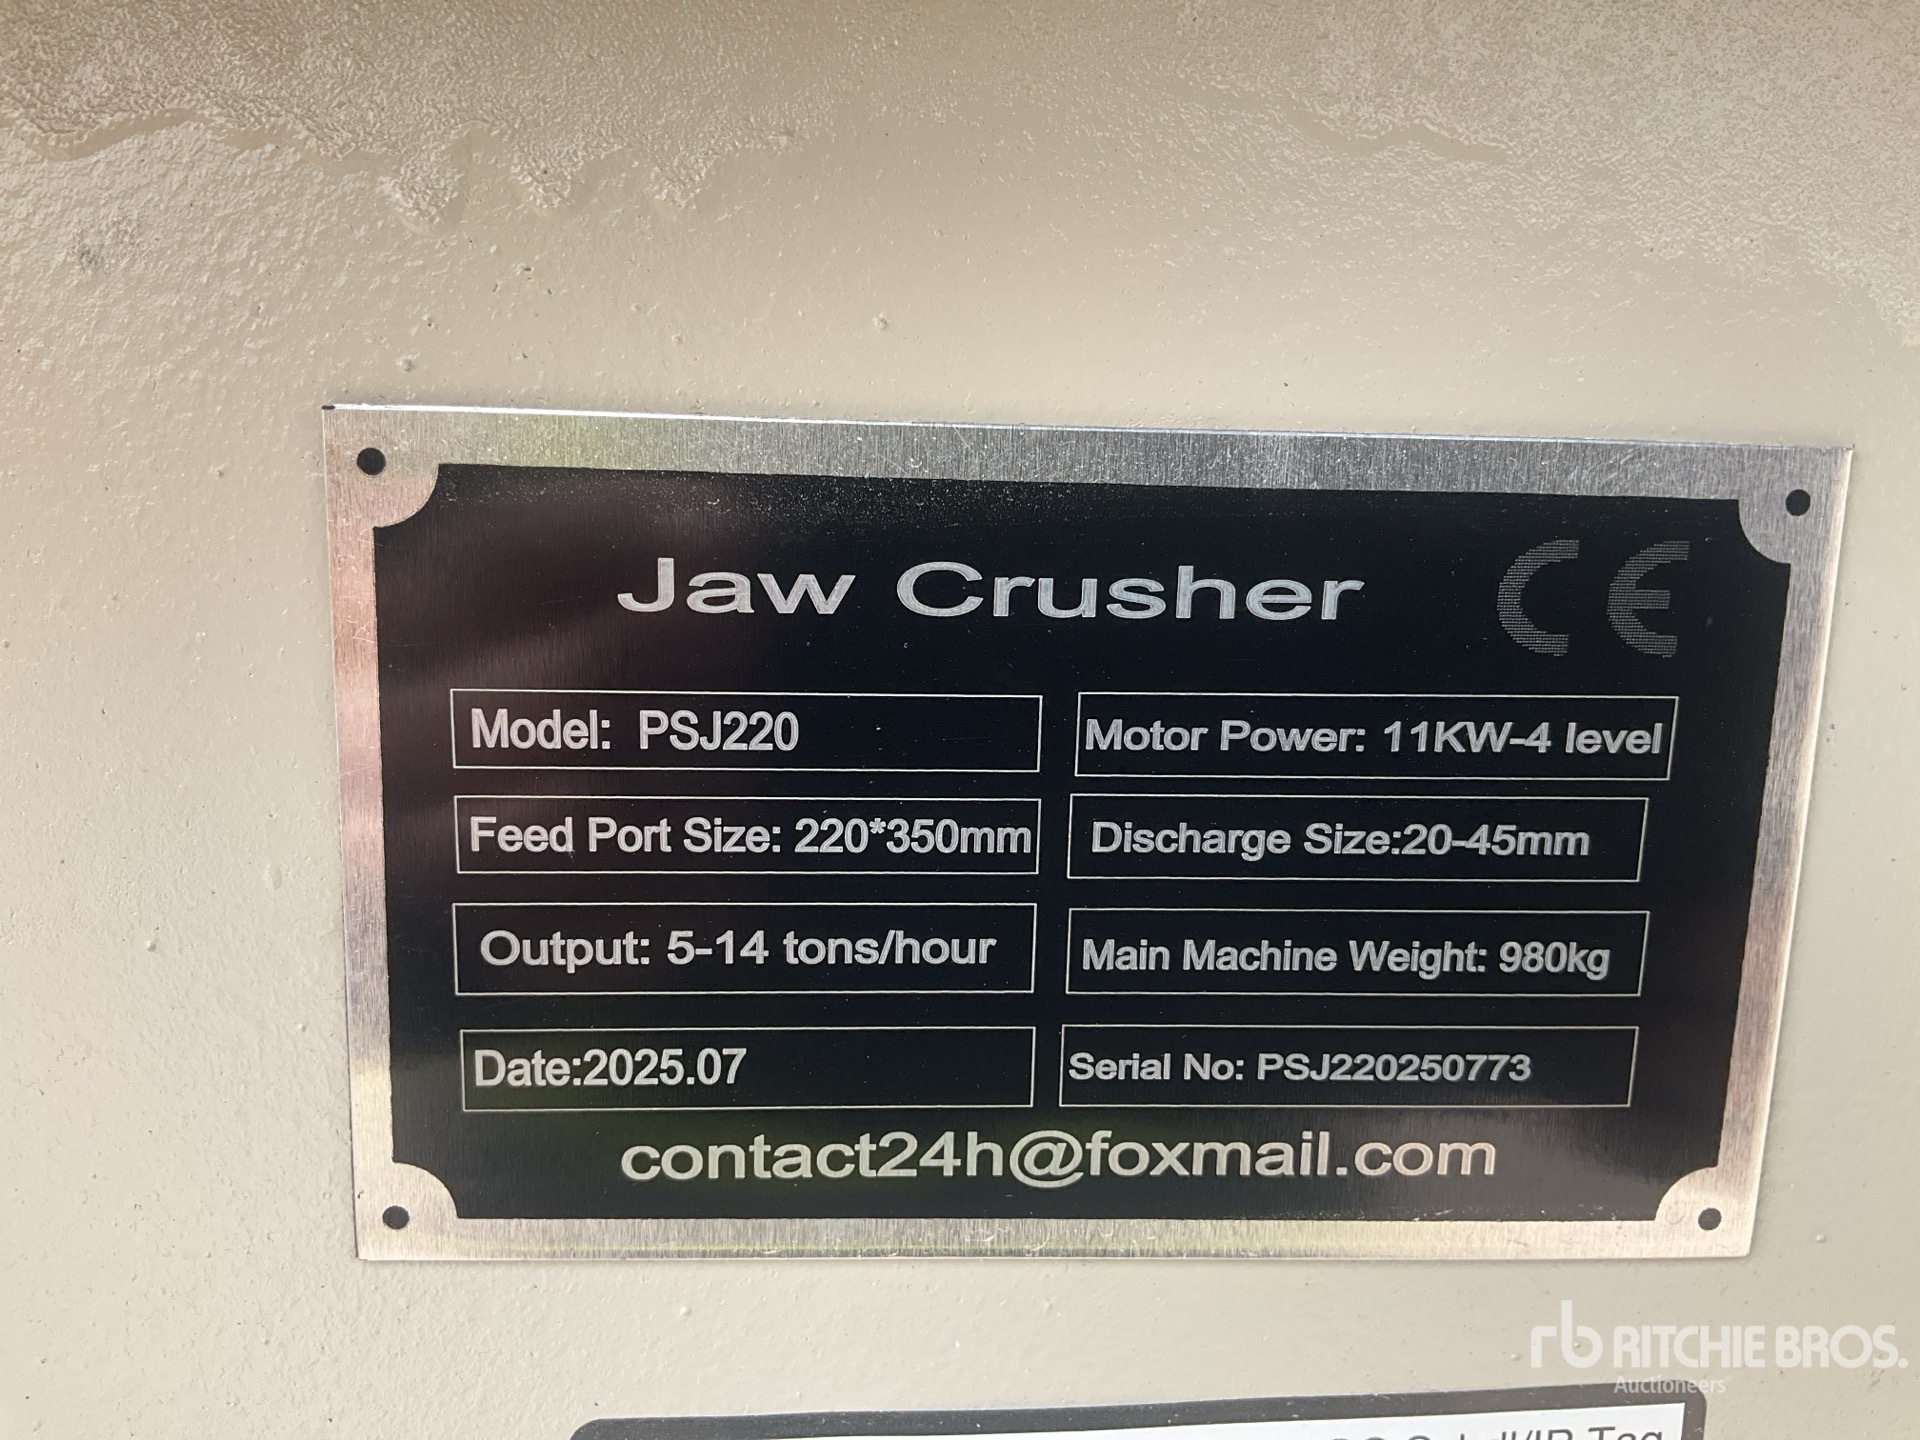 Jaw Crusher CE
Model: PSJ220
Motor Power: 11KW-4 level
Feed Port Size: 220*350mm
Discharge Size:20-45mm
Output: 5-14 tons/hour
Main Machine Weight: 980kg
Date:2025.07
Serial No: PSJ220250773
contact24h@foxmail.com
rb RITCHIE BROS.
Auctioneers
Tag